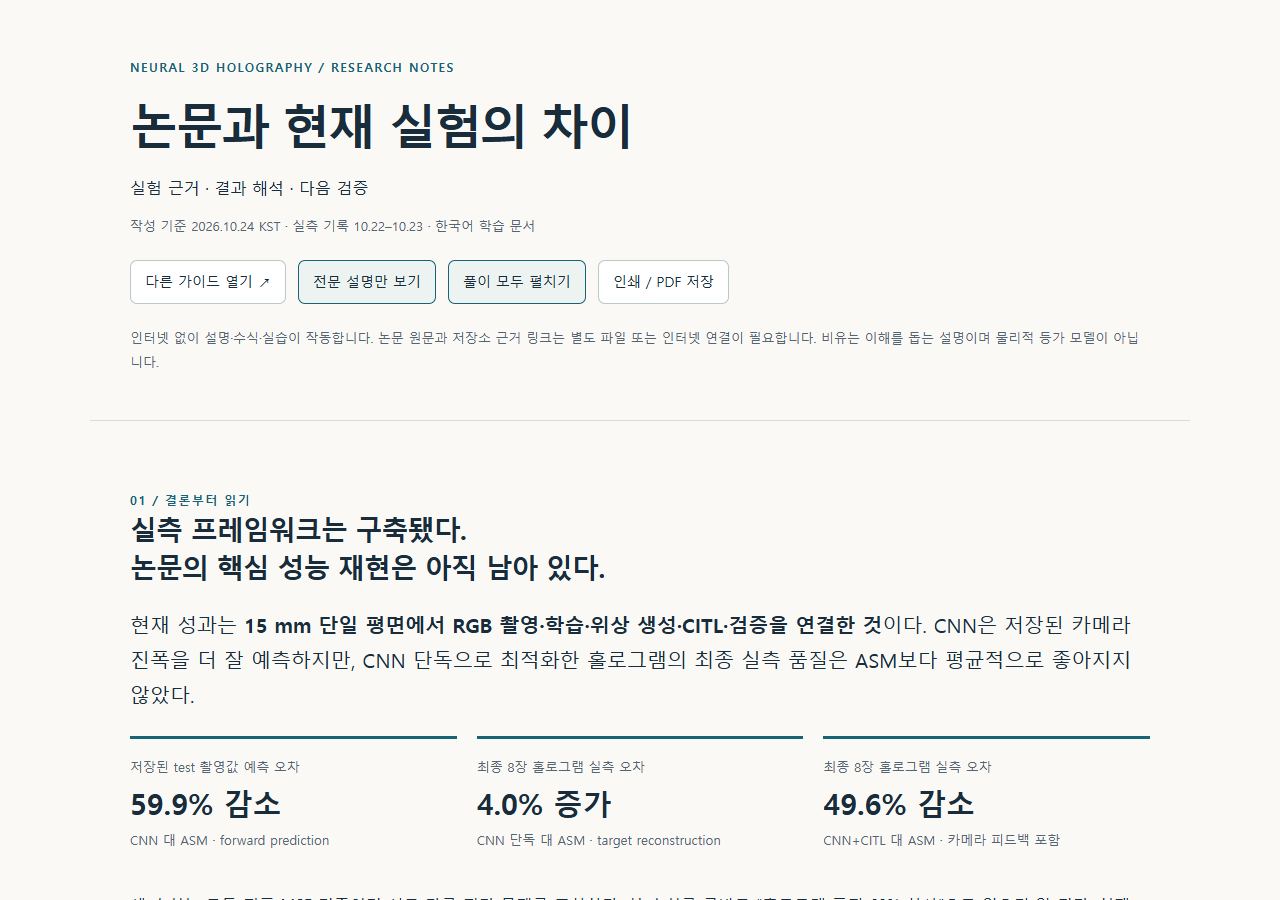 NEURAL 3D HOLOGRAPHY / RESEARCH NOTES
논문과 현재 실험의 차이
실험 근거 · 결과 해석 · 다음 검증
작성 기준 2026.10.24 KST · 실측 기록 10.22–10.23 · 한국어 학습 문서
다른 가이드 열기 ↗ 전문 설명만 보기 풀이 모두 펼치기 인쇄 / PDF 저장
인터넷 없이 설명·수식·실습이 작동합니다. 논문 원문과 저장소 근거 링크는 별도 파일 또는 인터넷 연결이 필요합니다. 비유는 이해를 돕는 설명이며 물리적 등가 모델이 아닙
니다.
01 / 결론부터 읽기
실측 프레임워크는 구축됐다.
논문의 핵심 성능 재현은 아직 남아 있다.
현재 성과는 15 mm 단일 평면에서 RGB 촬영·학습·위상 생성·CITL·검증을 연결한 것이다. CNN은 저장된 카메라
진폭을 더 잘 예측하지만, CNN 단독으로 최적화한 홀로그램의 최종 실측 품질은 ASM보다 평균적으로 좋아지지
않았다.
저장된 test 촬영값 예측 오차
59.9% 감소
CNN 대 ASM · forward prediction
최종 8장 홀로그램 실측 오차
4.0% 증가
CNN 단독 대 ASM · target reconstruction
최종 8장 홀로그램 실측 오차
49.6% 감소
CNN+CITL 대 ASM · 카메라 피드백 포함